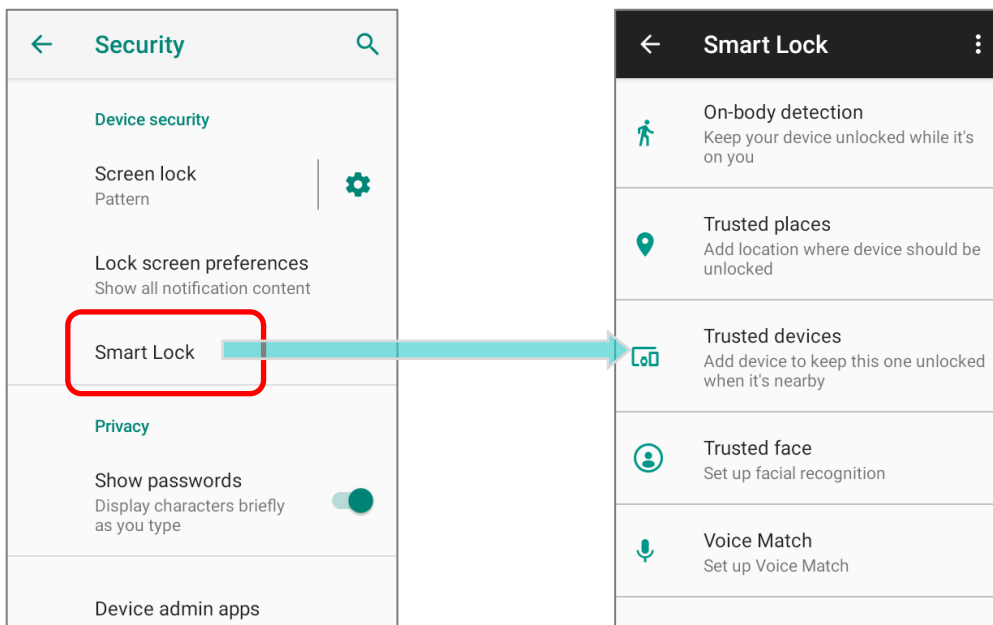 Security
Device security
Screen lock
Pattern
Lock screen preferences
Show all notification content
Smart Lock
Privacy
Show passwords
Display characters briefly
as you type
Device admin apps
Smart Lock
On-body detection
Keep your device unlocked while it's
on you
Trusted places
Add location where device should be
unlocked
Trusted devices
Add device to keep this one unlocked
when it's nearby
Trusted face
Set up facial recognition
Voice Match
Set up Voice Match